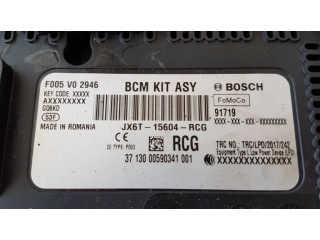 F005 V0 2946
BCM KIT ASY
BOSCH
KEY CODE: XXXXX
AXXXXXXXX
FoMoCo
GQ6KD
91719
S3F
XXXX-XXX-XXX-XXXXXXXXX
MADE IN ROMANIA
JX6T-15604-RCG
CE TYPE: P003
RCG
TRC NO.: TRC/LPD/2017/242
Equipment Type: Low Power Device (LPD)
37 130 00590341 001
XXXXXXXXXX